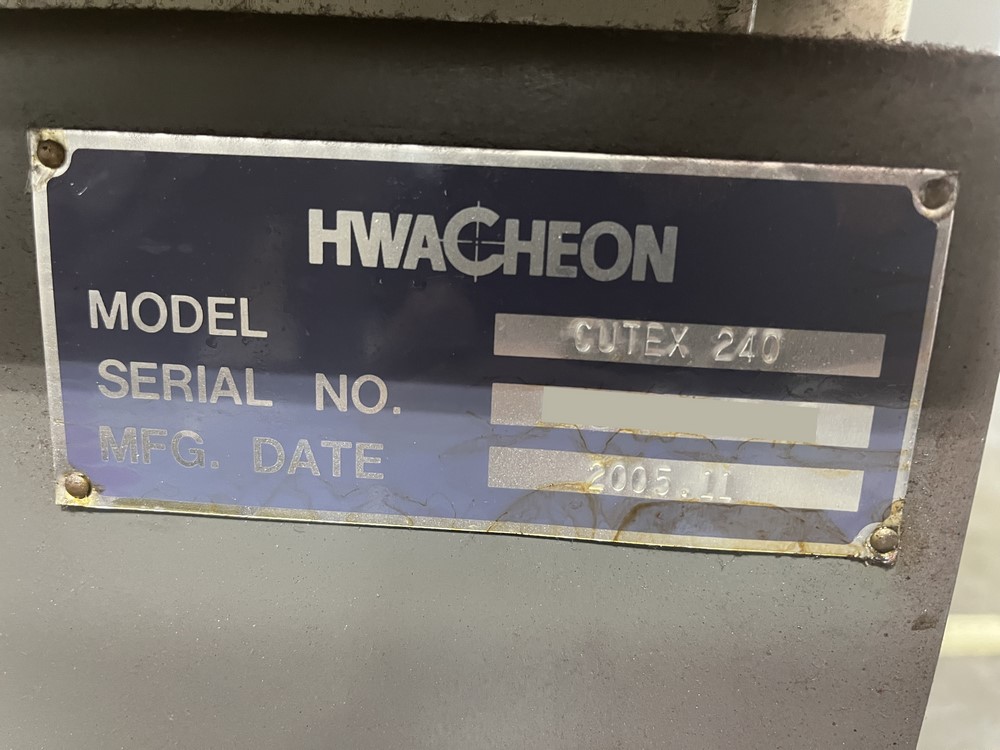 HWACHEON
MODEL CUTEX 240
SERIAL NO.
MFG. DATE 2005.11